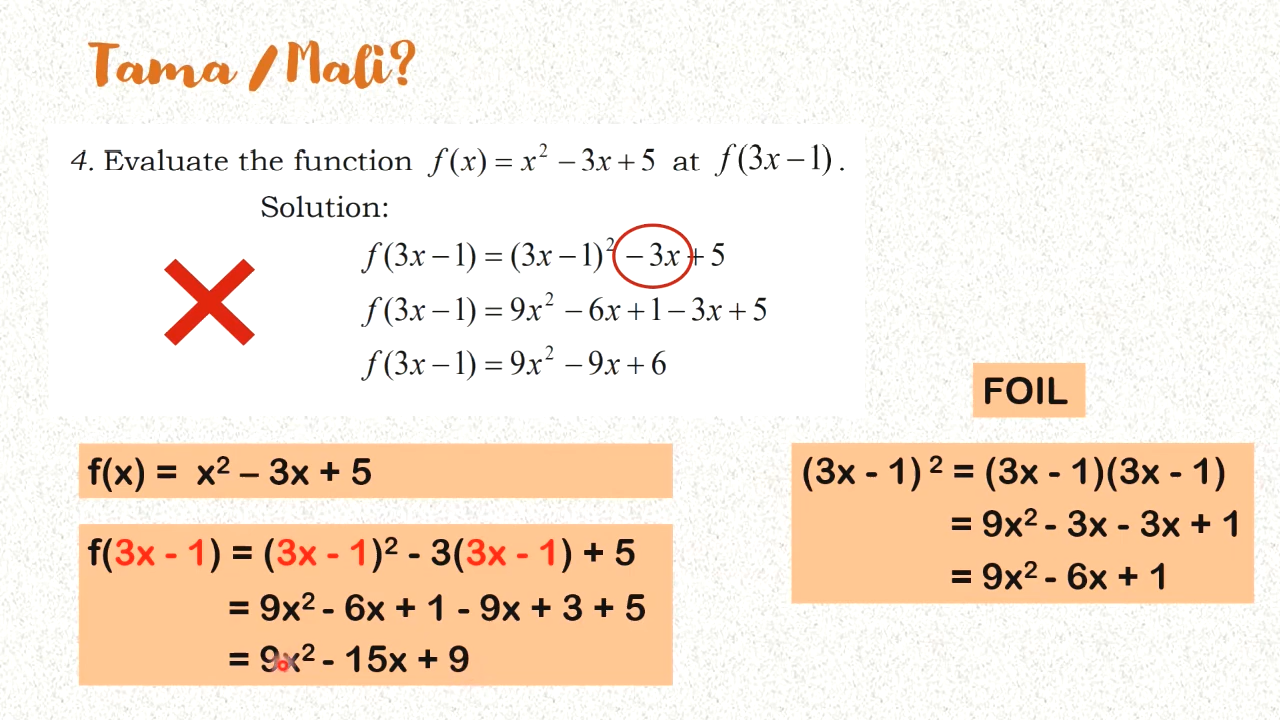 Tama / Mali?
4. Evaluate the function f(x) = x² − 3x + 5 at f(3x − 1).
Solution:
f(3x − 1) = (3x − 1)² − 3x + 5
f(3x − 1) = 9x² − 6x + 1 − 3x + 5
f(3x − 1) = 9x² − 9x + 6
f(x) = x² – 3x + 5
f(3x - 1) = (3x - 1)² - 3(3x - 1) + 5
= 9x² - 6x + 1 - 9x + 3 + 5
= 9x² - 15x + 9
FOIL
(3x - 1) ² = (3x - 1)(3x - 1)
= 9x² - 3x - 3x + 1
= 9x² - 6x + 1